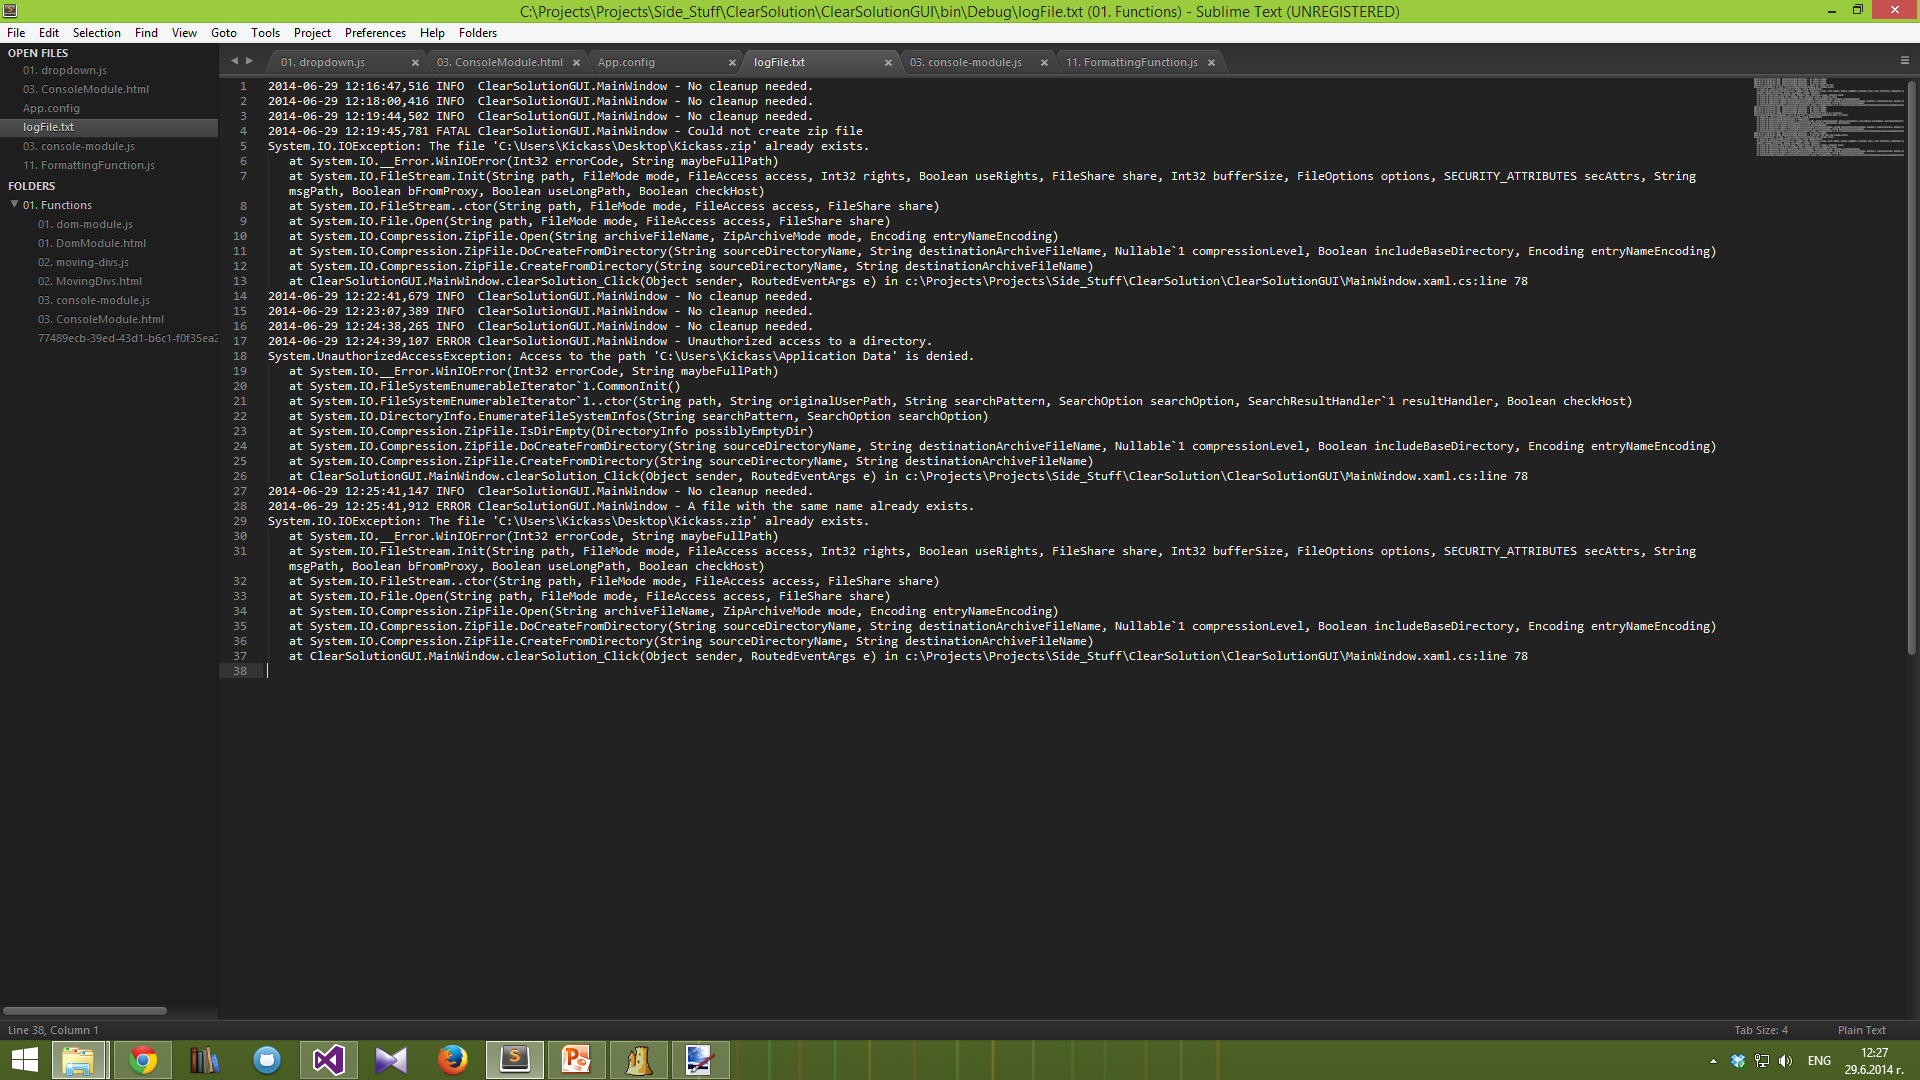 C:\Projects\Projects\Side_Stuff\ClearSolution\ClearSolutionGUI\bin\Debug\logFile.txt (01. Functions) - Sublime Text (UNREGISTERED)
File Edit Selection Find View Goto Tools Project Preferences Help Folders
OPEN FILES
01. dropdown.js
03. ConsoleModule.html
App.config
logFile.txt
03. console-module.js
11. FormattingFunction.js
FOLDERS
01. Functions
01. dom-module.js
01. DomModule.html
02. moving-divs.js
02. MovingDivs.html
03. console-module.js
03. ConsoleModule.html
77489ecb-39ed-43d1-b6c1-f0f35ea2
01. dropdown.js 03. ConsoleModule.html App.config logFile.txt 03. console-module.js 11. FormattingFunction.js
1 2014-06-29 12:16:47,516 INFO  ClearSolutionGUI.MainWindow - No cleanup needed.
2 2014-06-29 12:18:00,416 INFO  ClearSolutionGUI.MainWindow - No cleanup needed.
3 2014-06-29 12:19:44,502 INFO  ClearSolutionGUI.MainWindow - No cleanup needed.
4 2014-06-29 12:19:45,781 FATAL ClearSolutionGUI.MainWindow - Could not create zip file
5 System.IO.IOException: The file 'C:\Users\Kickass\Desktop\Kickass.zip' already exists.
6    at System.IO.__Error.WinIOError(Int32 errorCode, String maybeFullPath)
7    at System.IO.FileStream.Init(String path, FileMode mode, FileAccess access, Int32 rights, Boolean useRights, FileShare share, Int32 bufferSize, FileOptions options, SECURITY_ATTRIBUTES secAttrs, String
msgPath, Boolean bFromProxy, Boolean useLongPath, Boolean checkHost)
8    at System.IO.FileStream..ctor(String path, FileMode mode, FileAccess access, FileShare share)
9    at System.IO.File.Open(String path, FileMode mode, FileAccess access, FileShare share)
10    at System.IO.Compression.ZipFile.Open(String archiveFileName, ZipArchiveMode mode, Encoding entryNameEncoding)
11    at System.IO.Compression.ZipFile.DoCreateFromDirectory(String sourceDirectoryName, String destinationArchiveFileName, Nullable`1 compressionLevel, Boolean includeBaseDirectory, Encoding entryNameEncoding)
12    at System.IO.Compression.ZipFile.CreateFromDirectory(String sourceDirectoryName, String destinationArchiveFileName)
13    at ClearSolutionGUI.MainWindow.clearSolution_Click(Object sender, RoutedEventArgs e) in c:\Projects\Projects\Side_Stuff\ClearSolution\ClearSolutionGUI\MainWindow.xaml.cs:line 78
14 2014-06-29 12:22:41,679 INFO  ClearSolutionGUI.MainWindow - No cleanup needed.
15 2014-06-29 12:23:07,389 INFO  ClearSolutionGUI.MainWindow - No cleanup needed.
16 2014-06-29 12:24:38,265 INFO  ClearSolutionGUI.MainWindow - No cleanup needed.
17 2014-06-29 12:24:39,107 ERROR ClearSolutionGUI.MainWindow - Unauthorized access to a directory.
18 System.UnauthorizedAccessException: Access to the path 'C:\Users\Kickass\Application Data' is denied.
19    at System.IO.__Error.WinIOError(Int32 errorCode, String maybeFullPath)
20    at System.IO.FileSystemEnumerableIterator`1.CommonInit()
21    at System.IO.FileSystemEnumerableIterator`1..ctor(String path, String originalUserPath, String searchPattern, SearchOption searchOption, SearchResultHandler`1 resultHandler, Boolean checkHost)
22    at System.IO.DirectoryInfo.EnumerateFileSystemInfos(String searchPattern, SearchOption searchOption)
23    at System.IO.Compression.ZipFile.IsDirEmpty(DirectoryInfo possiblyEmptyDir)
24    at System.IO.Compression.ZipFile.DoCreateFromDirectory(String sourceDirectoryName, String destinationArchiveFileName, Nullable`1 compressionLevel, Boolean includeBaseDirectory, Encoding entryNameEncoding)
25    at System.IO.Compression.ZipFile.CreateFromDirectory(String sourceDirectoryName, String destinationArchiveFileName)
26    at ClearSolutionGUI.MainWindow.clearSolution_Click(Object sender, RoutedEventArgs e) in c:\Projects\Projects\Side_Stuff\ClearSolution\ClearSolutionGUI\MainWindow.xaml.cs:line 78
27 2014-06-29 12:25:41,147 INFO  ClearSolutionGUI.MainWindow - No cleanup needed.
28 2014-06-29 12:25:41,912 ERROR ClearSolutionGUI.MainWindow - A file with the same name already exists.
29 System.IO.IOException: The file 'C:\Users\Kickass\Desktop\Kickass.zip' already exists.
30    at System.IO.__Error.WinIOError(Int32 errorCode, String maybeFullPath)
31    at System.IO.FileStream.Init(String path, FileMode mode, FileAccess access, Int32 rights, Boolean useRights, FileShare share, Int32 bufferSize, FileOptions options, SECURITY_ATTRIBUTES secAttrs, String
msgPath, Boolean bFromProxy, Boolean useLongPath, Boolean checkHost)
32    at System.IO.FileStream..ctor(String path, FileMode mode, FileAccess access, FileShare share)
33    at System.IO.File.Open(String path, FileMode mode, FileAccess access, FileShare share)
34    at System.IO.Compression.ZipFile.Open(String archiveFileName, ZipArchiveMode mode, Encoding entryNameEncoding)
35    at System.IO.Compression.ZipFile.DoCreateFromDirectory(String sourceDirectoryName, String destinationArchiveFileName, Nullable`1 compressionLevel, Boolean includeBaseDirectory, Encoding entryNameEncoding)
36    at System.IO.Compression.ZipFile.CreateFromDirectory(String sourceDirectoryName, String destinationArchiveFileName)
37    at ClearSolutionGUI.MainWindow.clearSolution_Click(Object sender, RoutedEventArgs e) in c:\Projects\Projects\Side_Stuff\ClearSolution\ClearSolutionGUI\MainWindow.xaml.cs:line 78
38
Line 38, Column 1 Tab Size: 4 Plain Text
ENG 12:27
29.6.2014 г.